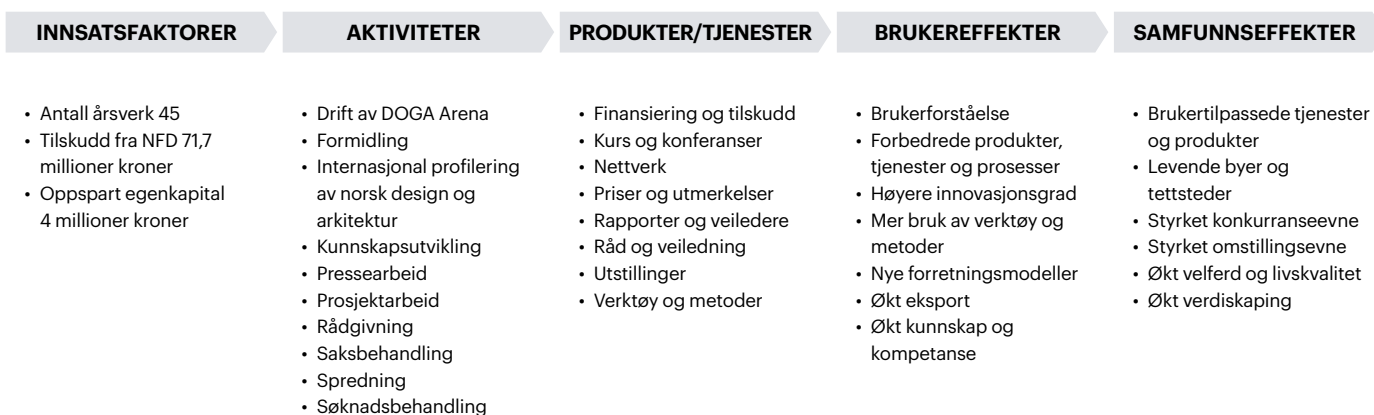 INNSATSFAKTORER
AKTIVITETER
PRODUKTER/TJENESTER
BRUKEREFFEKTER
SAMFUNNSEFFEKTER
• Antall årsverk 45
• Tilskudd fra NFD 71,7
millioner kroner
• Oppspart egenkapital
4 millioner kroner
• Drift av DOGA Arena
• Formidling
• Internasjonal profilering
av norsk design og
arkitektur
• Kunnskapsutvikling
• Pressearbeid
• Prosjektarbeid
• Rådgivning
• Saksbehandling
• Spredning
• Søknadsbehandling
• Finansiering og tilskudd
• Kurs og konferanser
• Nettverk
• Priser og utmerkelser
• Rapporter og veiledere
• Råd og veiledning
• Utstillinger
• Verktøy og metoder
• Brukerforståelse
• Forbedrede produkter,
tjenester og prosesser
• Høyere innovasjonsgrad
• Mer bruk av verktøy og
metoder
• Nye forretningsmodeller
• Økt eksport
• Økt kunnskap og
kompetanse
• Brukertilpassede tjenester
og produkter
• Levende byer og
tettsteder
• Styrket konkurranseevne
• Styrket omstillingsevne
• Økt velferd og livskvalitet
• Økt verdiskaping